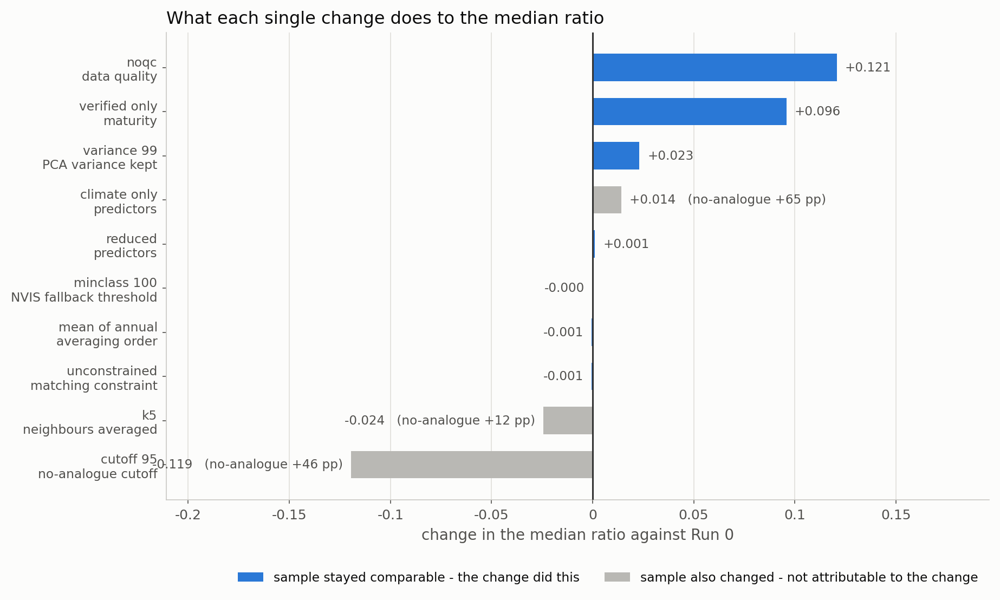 What each single change does to the median ratio
noqc
data quality
+0.121
verified only
maturity
+0.096
variance 99
PCA variance kept
+0.023
climate only
predictors
+0.014 (no-analogue +65 pp)
reduced
predictors
+0.001
minclass 100
NVIS fallback threshold
-0.000
mean of annual
averaging order
-0.001
unconstrained
matching constraint
-0.001
k5
neighbours averaged
-0.024 (no-analogue +12 pp)
cutoff 95
no-analogue cutoff
-0.119 (no-analogue +46 pp)
-0.2 -0.15 -0.1 -0.05 0 0.05 0.1 0.15
change in the median ratio against Run 0
sample stayed comparable - the change did this
sample also changed - not attributable to the change